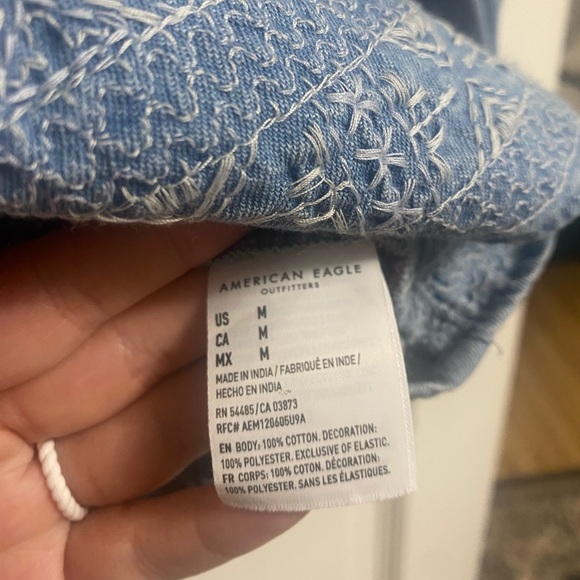 AMERICAN EAGLE
OUTFITTERS
US M
CA M
MX M
MADE IN INDIA / FABRIQUÉ EN INDE /
HECHO EN INDIA
RN 54485/CA 03873
RFC# AEM120605U9A
EN BODY: 100% COTTON. DECORATION:
100% POLYESTER. EXCLUSIVE OF ELASTIC.
FR CORPS: 100% COTON. DÉCORATION:
100% POLYESTER. SANS LES ÉLASTIQUES.